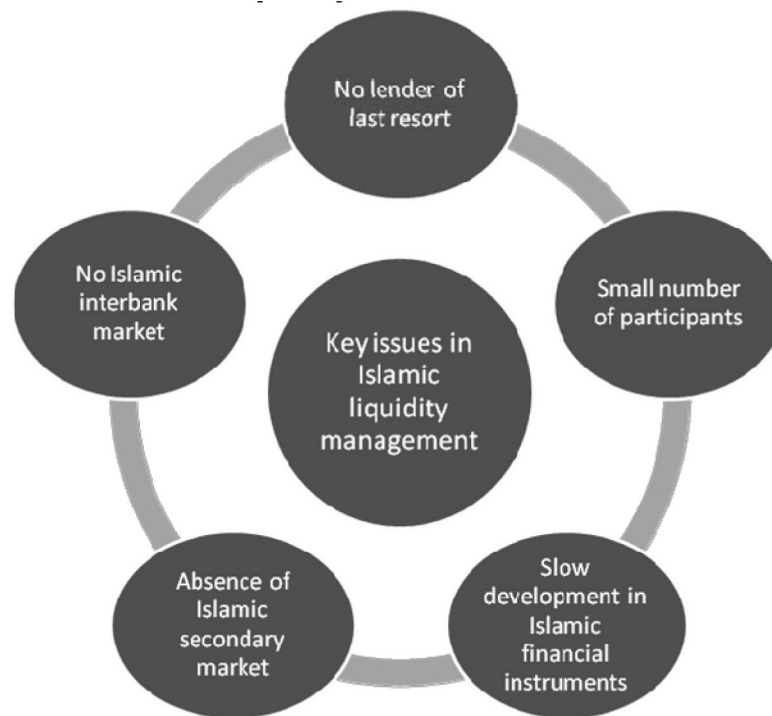 No lender of
last resort
Small number
of participants
Slow
development in
Islamic
financial
instruments
Absence of
Islamic
secondary
market
No Islamic
interbank
market
Key issues in
Islamic
liquidity
management